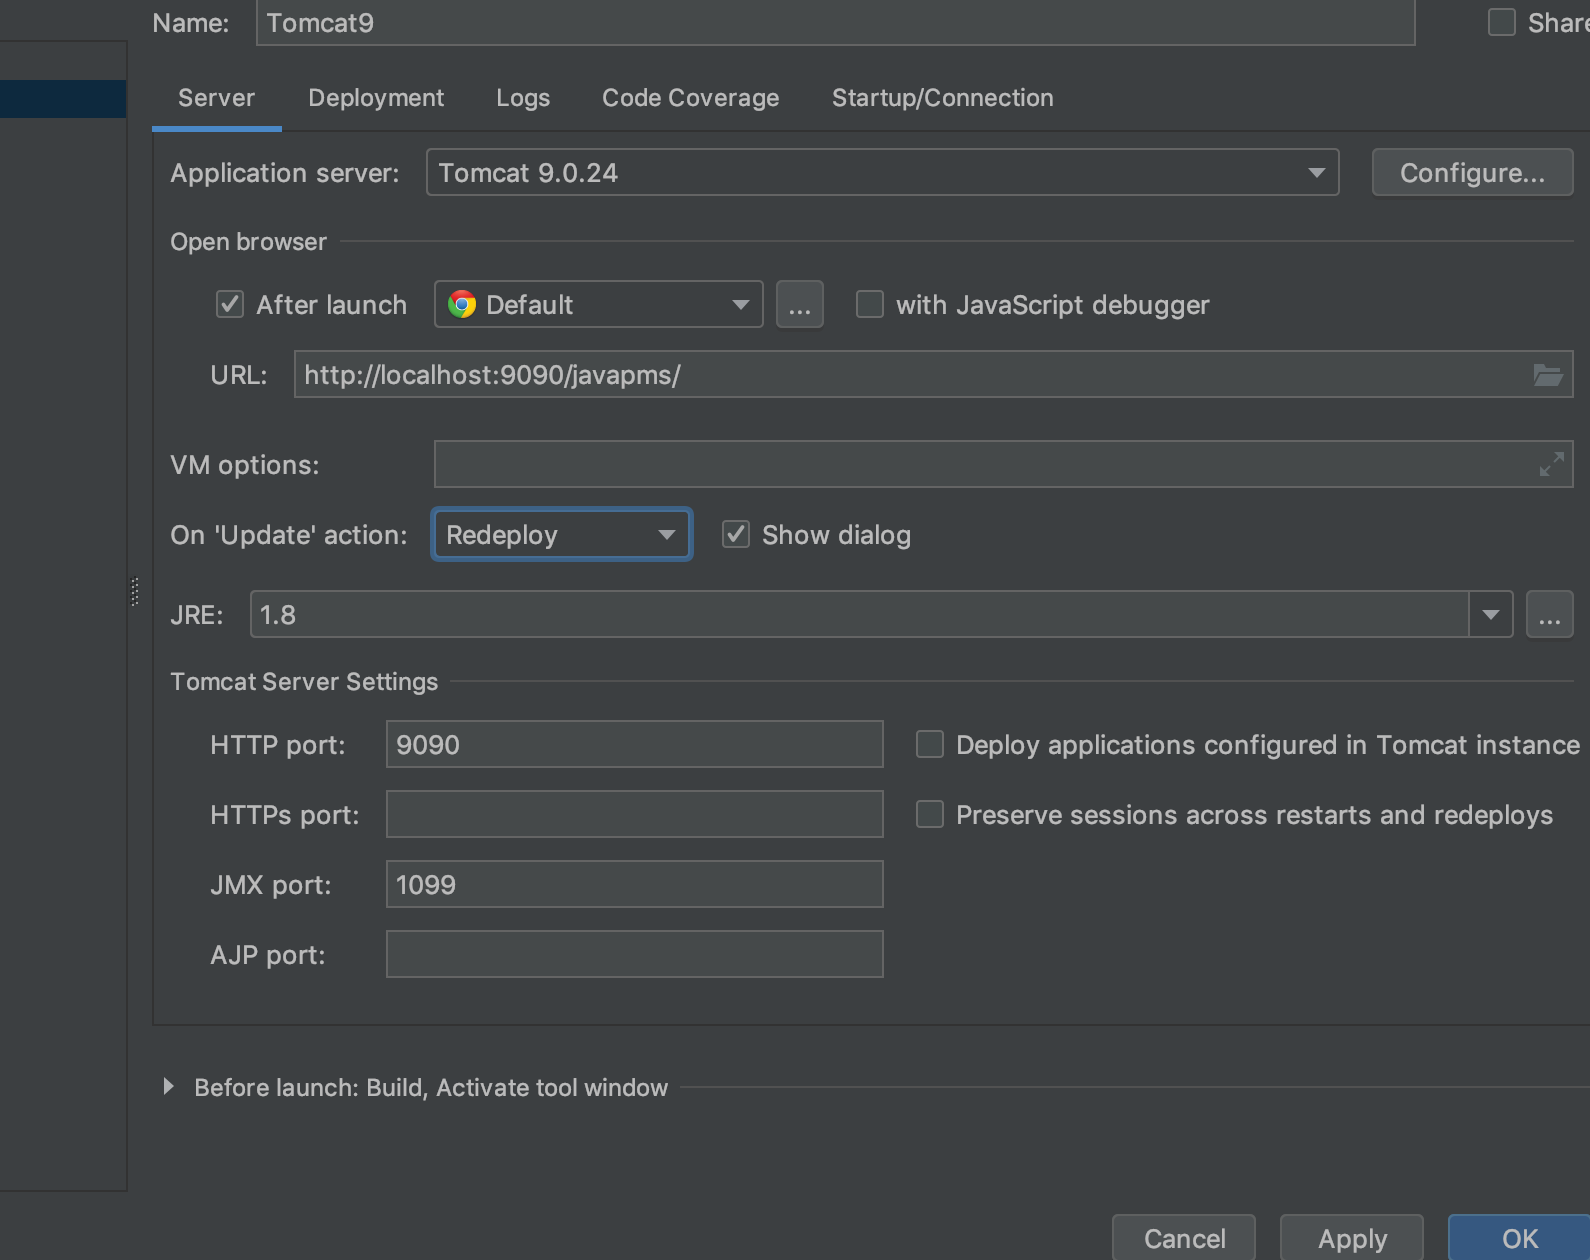 Name: Tomcat9 Share
Server Deployment Logs Code Coverage Startup/Connection
Application server: Tomcat 9.0.24 Configure...
Open browser
After launch Default ... with JavaScript debugger
URL: http://localhost:9090/javapms/
VM options:
On 'Update' action: Redeploy Show dialog
JRE: 1.8 ...
Tomcat Server Settings
HTTP port: 9090 Deploy applications configured in Tomcat instance
HTTPs port: Preserve sessions across restarts and redeploys
JMX port: 1099
AJP port:
Before launch: Build, Activate tool window
Cancel Apply OK